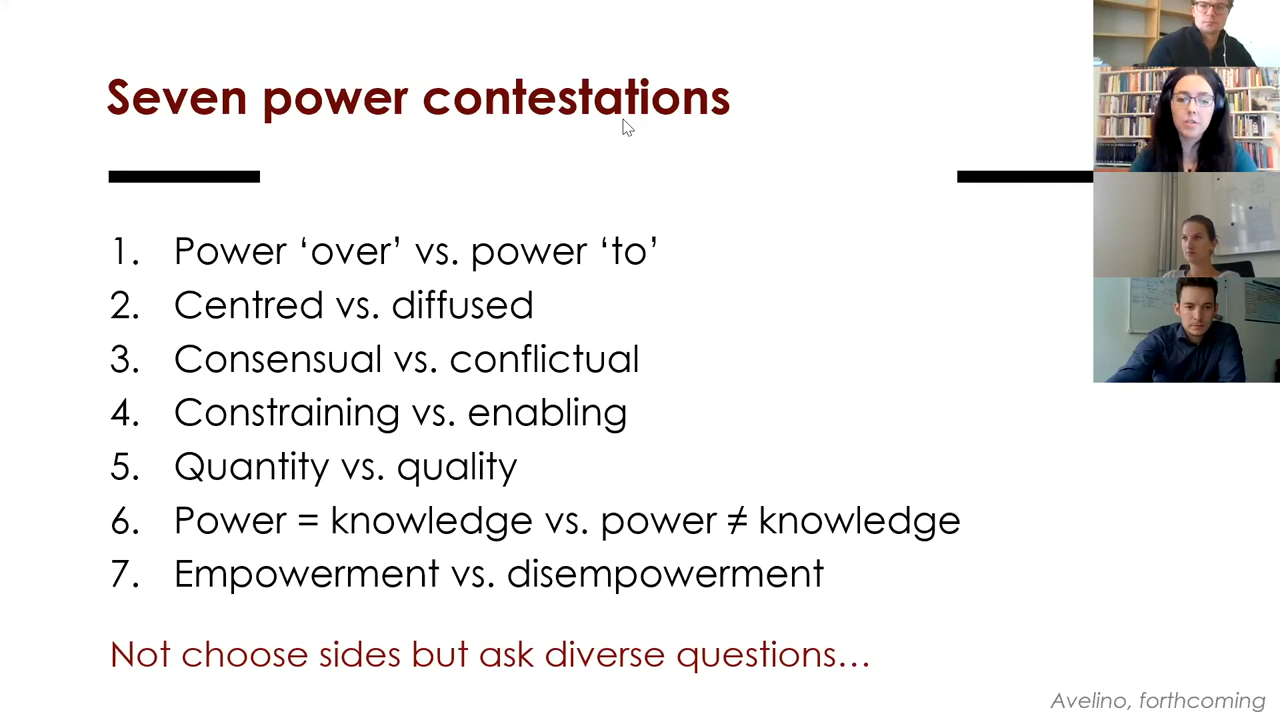 Seven power contestations
1. Power ‘over’ vs. power ‘to’
2. Centred vs. diffused
3. Consensual vs. conflictual
4. Constraining vs. enabling
5. Quantity vs. quality
6. Power = knowledge vs. power ≠ knowledge
7. Empowerment vs. disempowerment
Not choose sides but ask diverse questions…
Avelino, forthcoming